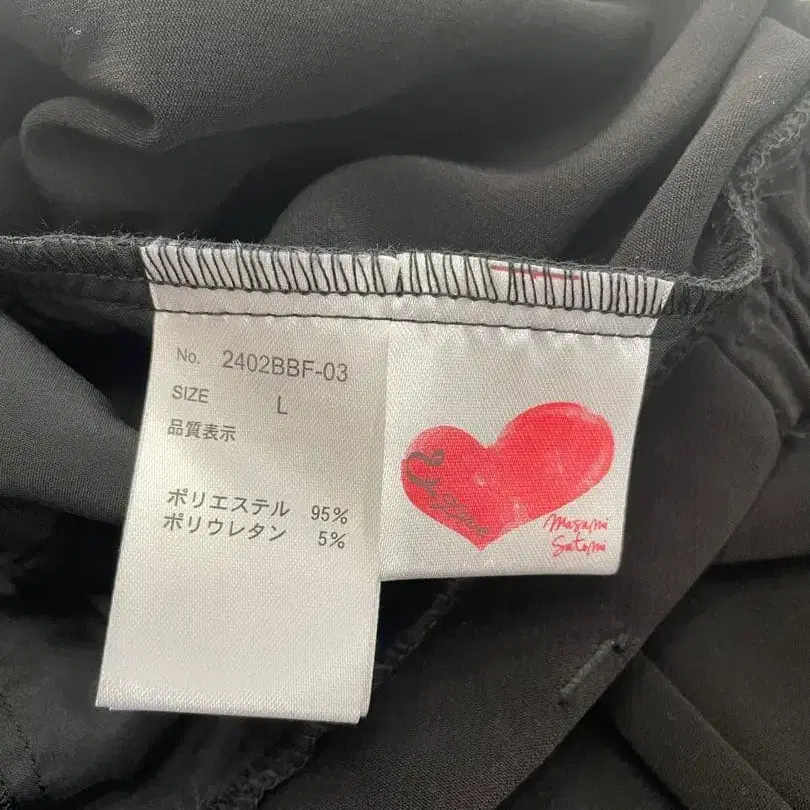 No. 2402BBF-03
SIZE L
品質表示
ポリエステル 95%
ポリウレタン 5%
masami
Satomi